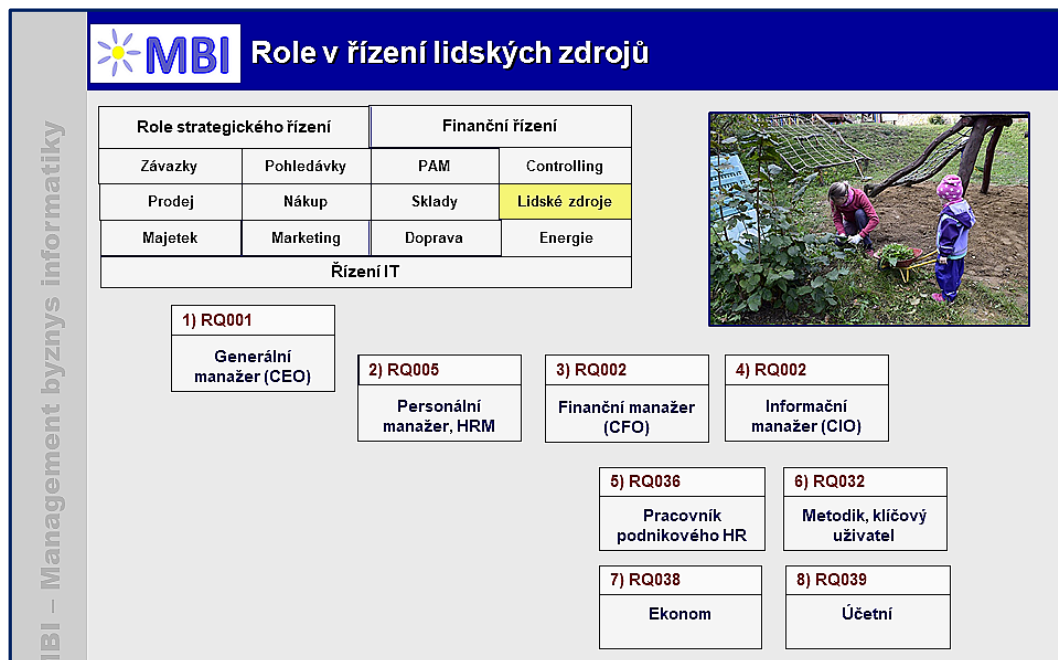 MBI
Role v řízení lidských zdrojů
MBI – Management byznys informatiky
Role strategického řízení
Finanční řízení
Závazky
Pohledávky
PAM
Controlling
Prodej
Nákup
Sklady
Lidské zdroje
Majetek
Marketing
Doprava
Energie
Řízení IT
1) RQ001
Generální
manažer (CEO)
2) RQ005
Personální
manažer, HRM
3) RQ002
Finanční manažer
(CFO)
4) RQ002
Informační
manažer (CIO)
5) RQ036
Pracovník
podnikového HR
6) RQ032
Metodik, klíčový
uživatel
7) RQ038
Ekonom
8) RQ039
Účetní